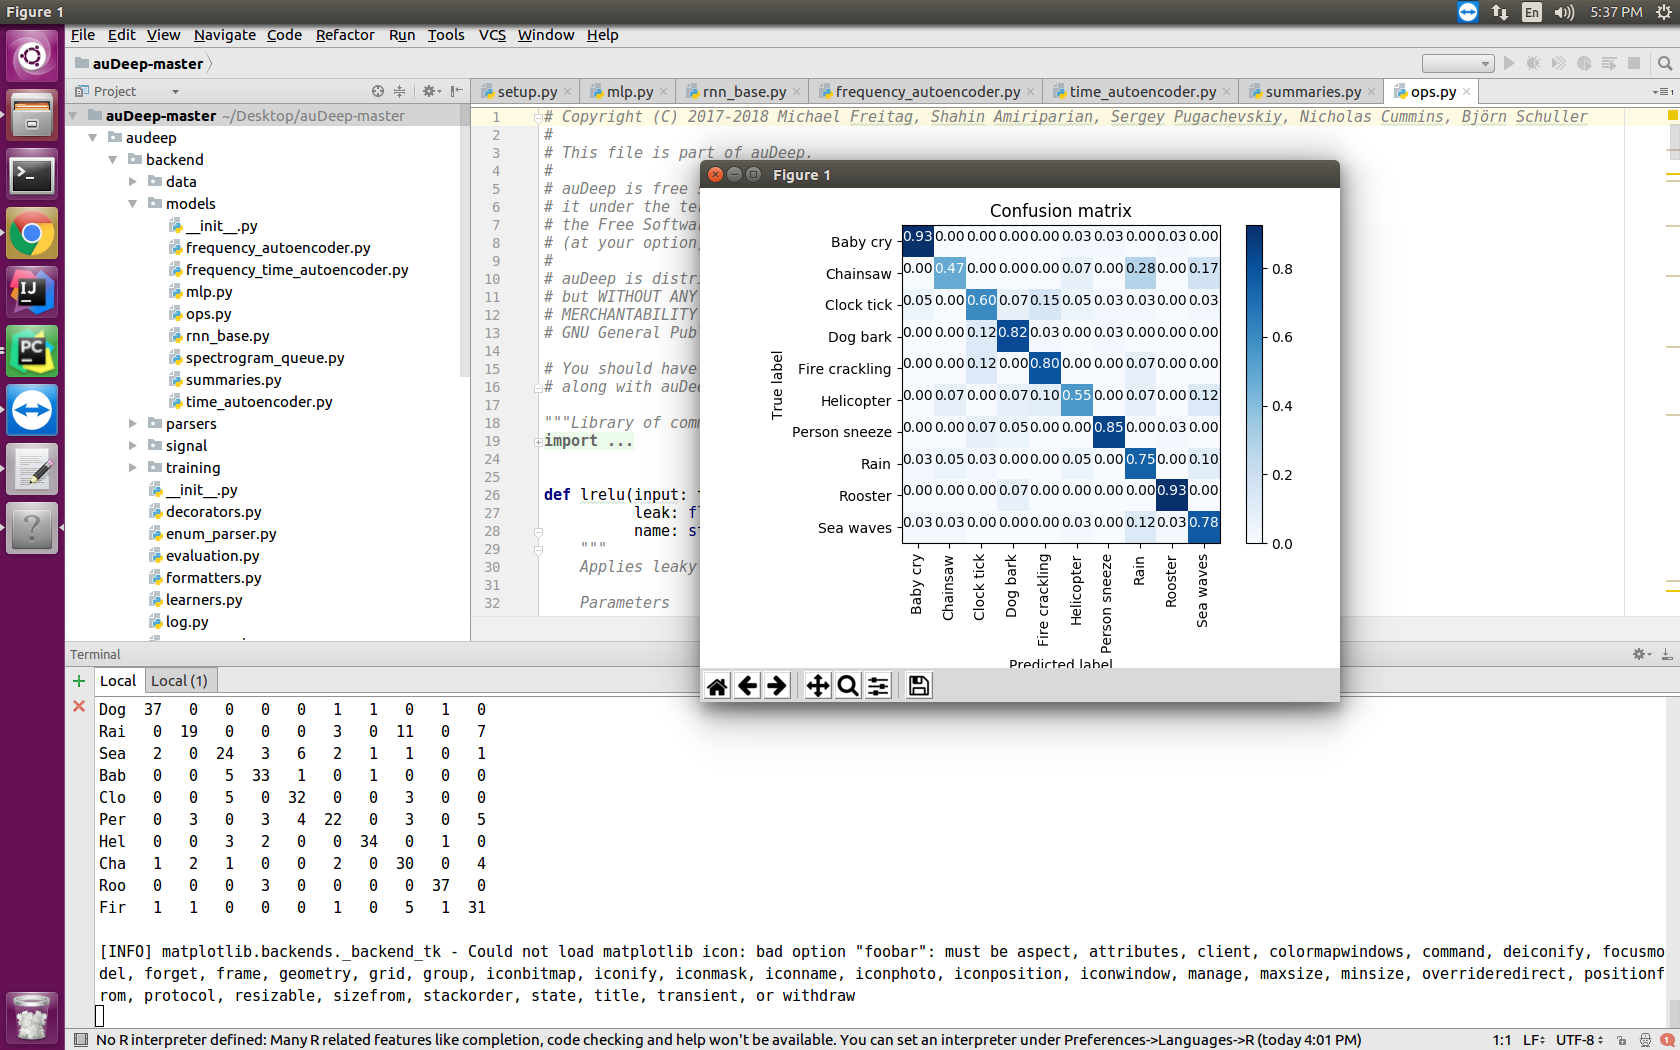 Figure 1
En
5:37 PM
File Edit View Navigate Code Refactor Run Tools VCS Window Help
auDeep-master
Project
setup.py mlp.py rnn_base.py frequency_autoencoder.py time_autoencoder.py summaries.py ops.py
auDeep-master ~/Desktop/auDeep-master
audeep
backend
data
models
__init__.py
frequency_autoencoder.py
frequency_time_autoencoder.py
mlp.py
ops.py
rnn_base.py
spectrogram_queue.py
summaries.py
time_autoencoder.py
parsers
signal
training
__init__.py
decorators.py
enum_parser.py
evaluation.py
formatters.py
learners.py
log.py
1 # Copyright (C) 2017-2018 Michael Freitag, Shahin Amiriparian, Sergey Pugachevskiy, Nicholas Cummins, Björn Schuller
2 #
3 # This file is part of auDeep.
4 #
5 # auDeep is free
6 # it under the
7 # the Free Softwar
8 # (at your option
9 #
10 # auDeep is distri
11 # but WITHOUT ANY
12 # MERCHANTABILITY
13 # GNU General Pub
14
15 # You should have
16 # along with auDe
17
18 """Library of com
19 import ...
24
25
26 def lrelu(input:
27 leak: f
28 name: s
29 """
30 Applies leaky
31
32 Parameters
Figure 1
Confusion matrix
True label
Baby cry 0.93 0.00 0.00 0.00 0.00 0.03 0.03 0.00 0.03 0.00
Chainsaw 0.00 0.47 0.00 0.00 0.00 0.07 0.00 0.28 0.00 0.17
Clock tick 0.05 0.00 0.60 0.07 0.15 0.05 0.03 0.03 0.00 0.03
Dog bark 0.00 0.00 0.12 0.82 0.03 0.00 0.03 0.00 0.00 0.00
Fire crackling 0.00 0.00 0.12 0.00 0.80 0.00 0.00 0.07 0.00 0.00
Helicopter 0.00 0.07 0.00 0.07 0.10 0.55 0.00 0.07 0.00 0.12
Person sneeze 0.00 0.00 0.07 0.05 0.00 0.00 0.85 0.00 0.03 0.00
Rain 0.03 0.05 0.03 0.00 0.00 0.05 0.00 0.75 0.00 0.10
Rooster 0.00 0.00 0.00 0.07 0.00 0.00 0.00 0.00 0.93 0.00
Sea waves 0.03 0.03 0.00 0.00 0.00 0.03 0.00 0.12 0.03 0.78
Baby cry Chainsaw Clock tick Dog bark Fire crackling Helicopter Person sneeze Rain Rooster Sea waves
Predicted label
0.8
0.6
0.4
0.2
0.0
Terminal
Local Local (1)
Dog 37 0 0 0 0 1 1 0 1 0
Rai 0 19 0 0 0 3 0 11 0 7
Sea 2 0 24 3 6 2 1 1 0 1
Bab 0 0 5 33 1 0 1 0 0 0
Clo 0 0 5 0 32 0 0 3 0 0
Per 0 3 0 3 4 22 0 3 0 5
Hel 0 0 3 2 0 0 34 0 1 0
Cha 1 2 1 0 0 2 0 30 0 4
Roo 0 0 0 3 0 0 0 0 37 0
Fir 1 1 0 0 0 1 0 5 1 31
[INFO] matplotlib.backends._backend_tk - Could not load matplotlib icon: bad option "foobar": must be aspect, attributes, client, colormapwindows, command, deiconify, focusmo
del, forget, frame, geometry, grid, group, iconbitmap, iconify, iconmask, iconname, iconphoto, iconposition, iconwindow, manage, maxsize, minsize, overrideredirect, positionf
rom, protocol, resizable, sizefrom, stackorder, state, title, transient, or withdraw
No R interpreter defined: Many R related features like completion, code checking and help won't be available. You can set an interpreter under Preferences->Languages->R (today 4:01 PM)
1:1 LF UTF-8